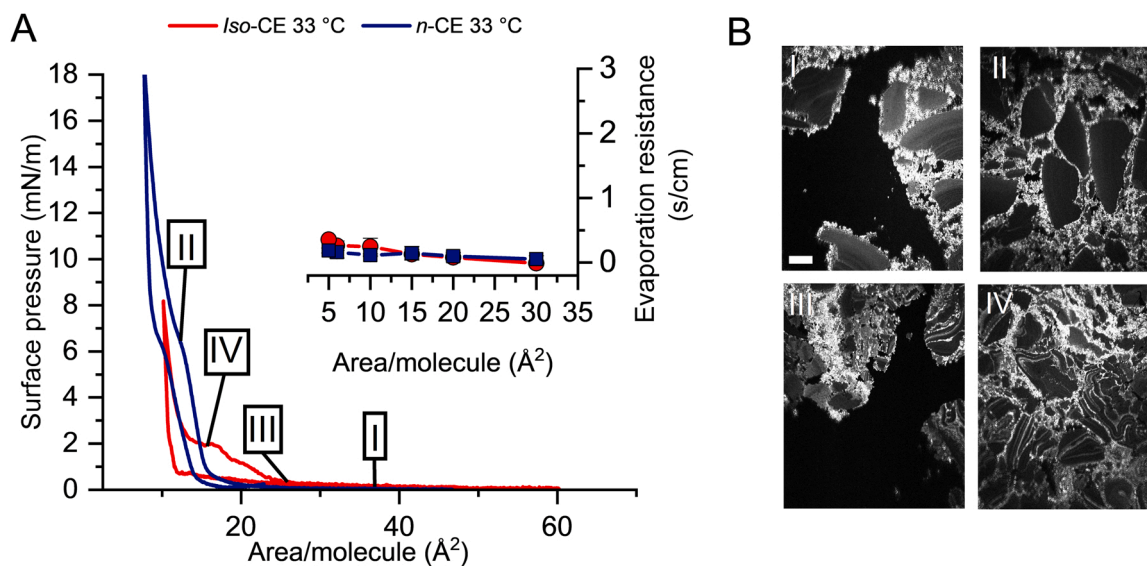 A
Iso-CE 33 °C n-CE 33 °C
B
Surface pressure (mN/m)
18
16
14
12
10
8
6
4
2
0
20 40 60
Area/molecule (Å²)
II
IV
III
I
3
2
1
0
Evaporation resistance
(s/cm)
5 10 15 20 25 30 35
Area/molecule (Å²)
I
II
III
IV